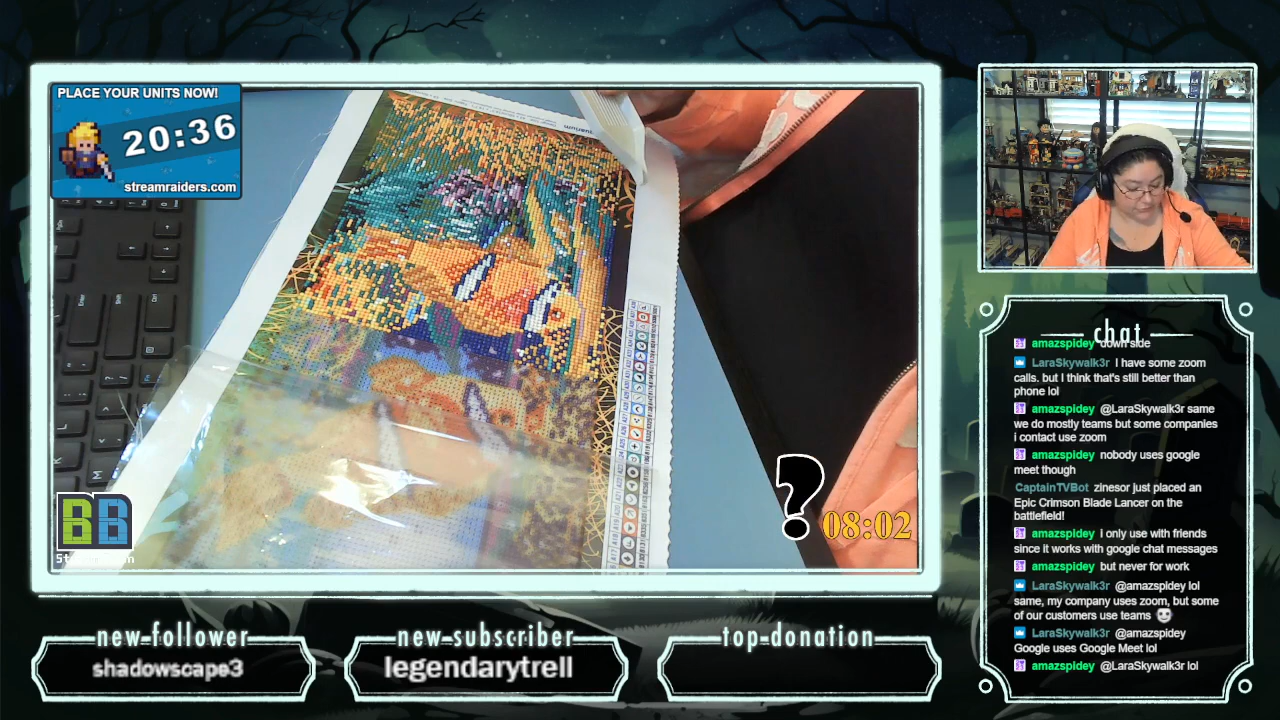 PLACE YOUR UNITS NOW!
20:36
streamraiders.com
BB
08:02
new follower
shadowscape3
new subscriber
legendarytrell
top donation
chat
amazspidey down side
LaraSkywalk3r I have some zoom
calls. but I think that's still better than
phone lol
amazspidey @LaraSkywalk3r same
we do mostly teams but some companies
i contact use zoom
amazspidey nobody uses google
meet though
CaptainTVBot zinesor just placed an
Epic Crimson Blade Lancer on the
battlefield!
amazspidey I only use with friends
since it works with google chat messages
amazspidey but never for work
LaraSkywalk3r @amazspidey lol
same, my company uses zoom, but some
of our customers use teams
LaraSkywalk3r @amazspidey
Google uses Google Meet lol
amazspidey @LaraSkywalk3r lol